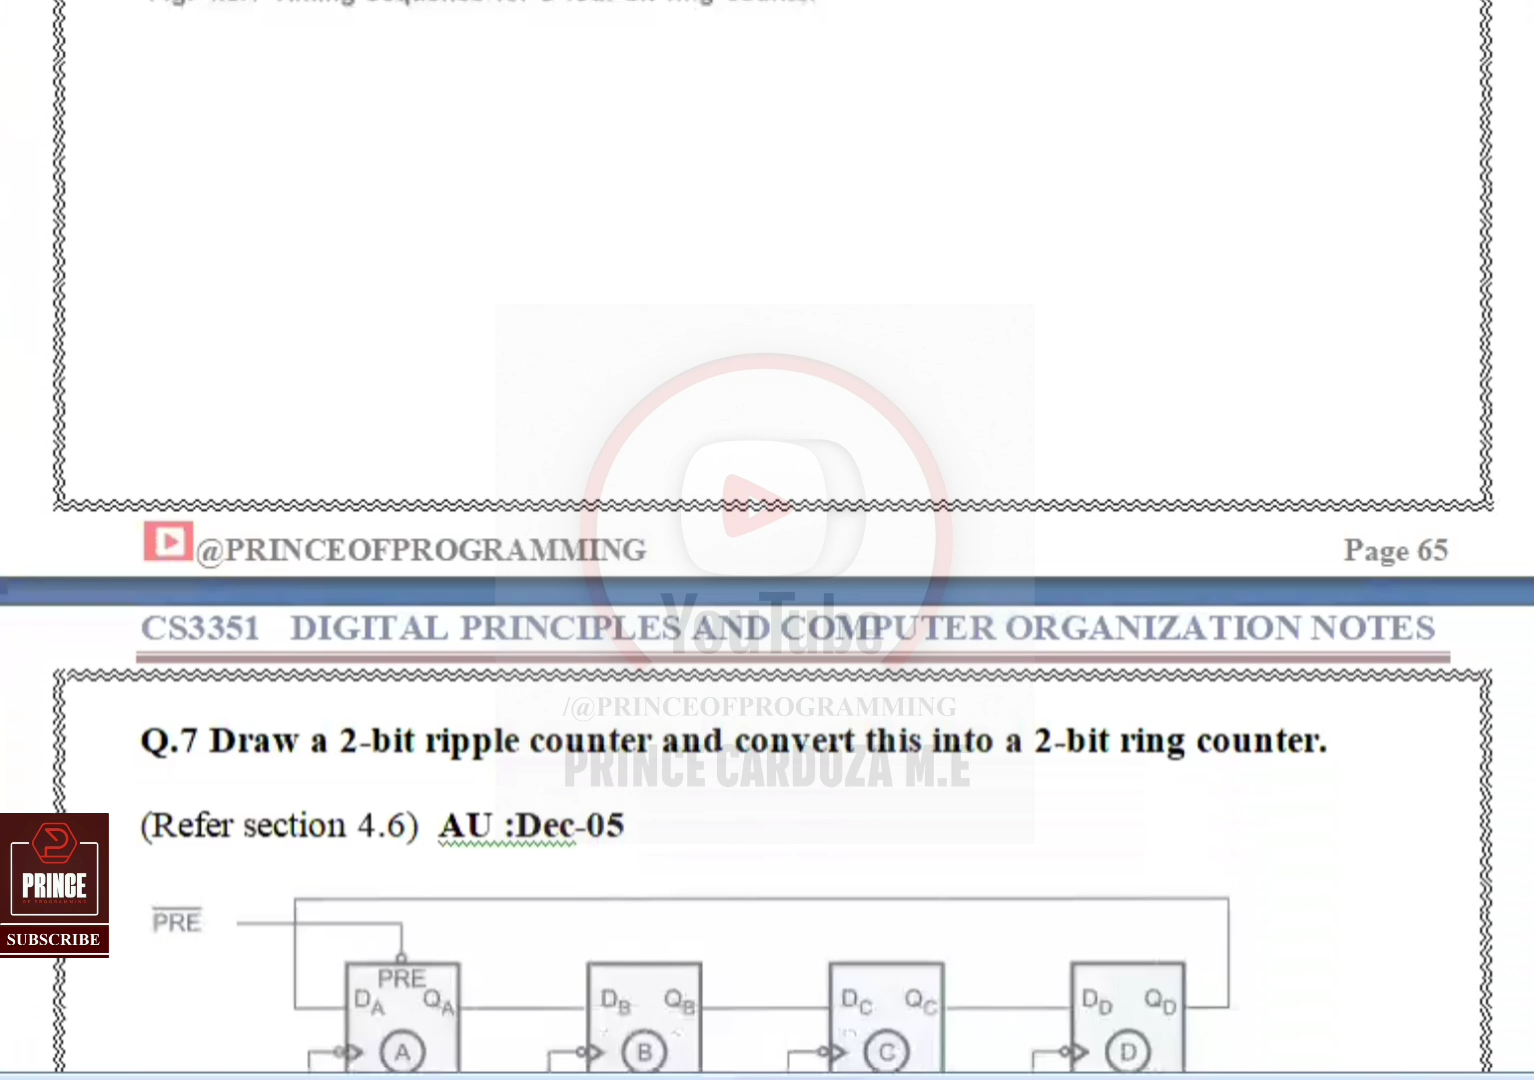 @PRINCEOFPROGRAMMING
Page 65
YouTube
CS3351 DIGITAL PRINCIPLES AND COMPUTER ORGANIZATION NOTES
/@PRINCEOFPROGRAMMING
Q.7 Draw a 2-bit ripple counter and convert this into a 2-bit ring counter.
PRINCE CARDOZA M.E
(Refer section 4.6) AU :Dec-05
PRINCE
SUBSCRIBE
PRE
PRE
DA QA DB QB DC QC DD QD
A B C D